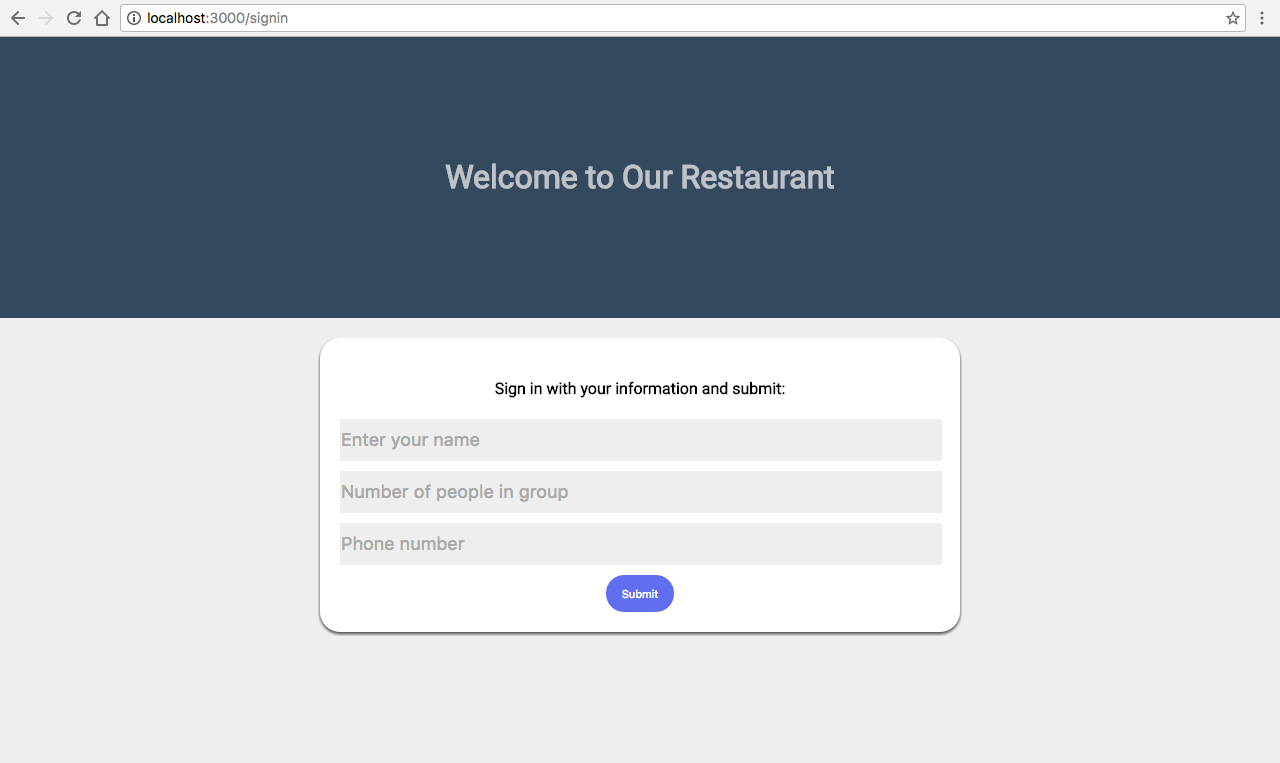 localhost:3000/signin
Welcome to Our Restaurant
Sign in with your information and submit:
Enter your name
Number of people in group
Phone number
Submit